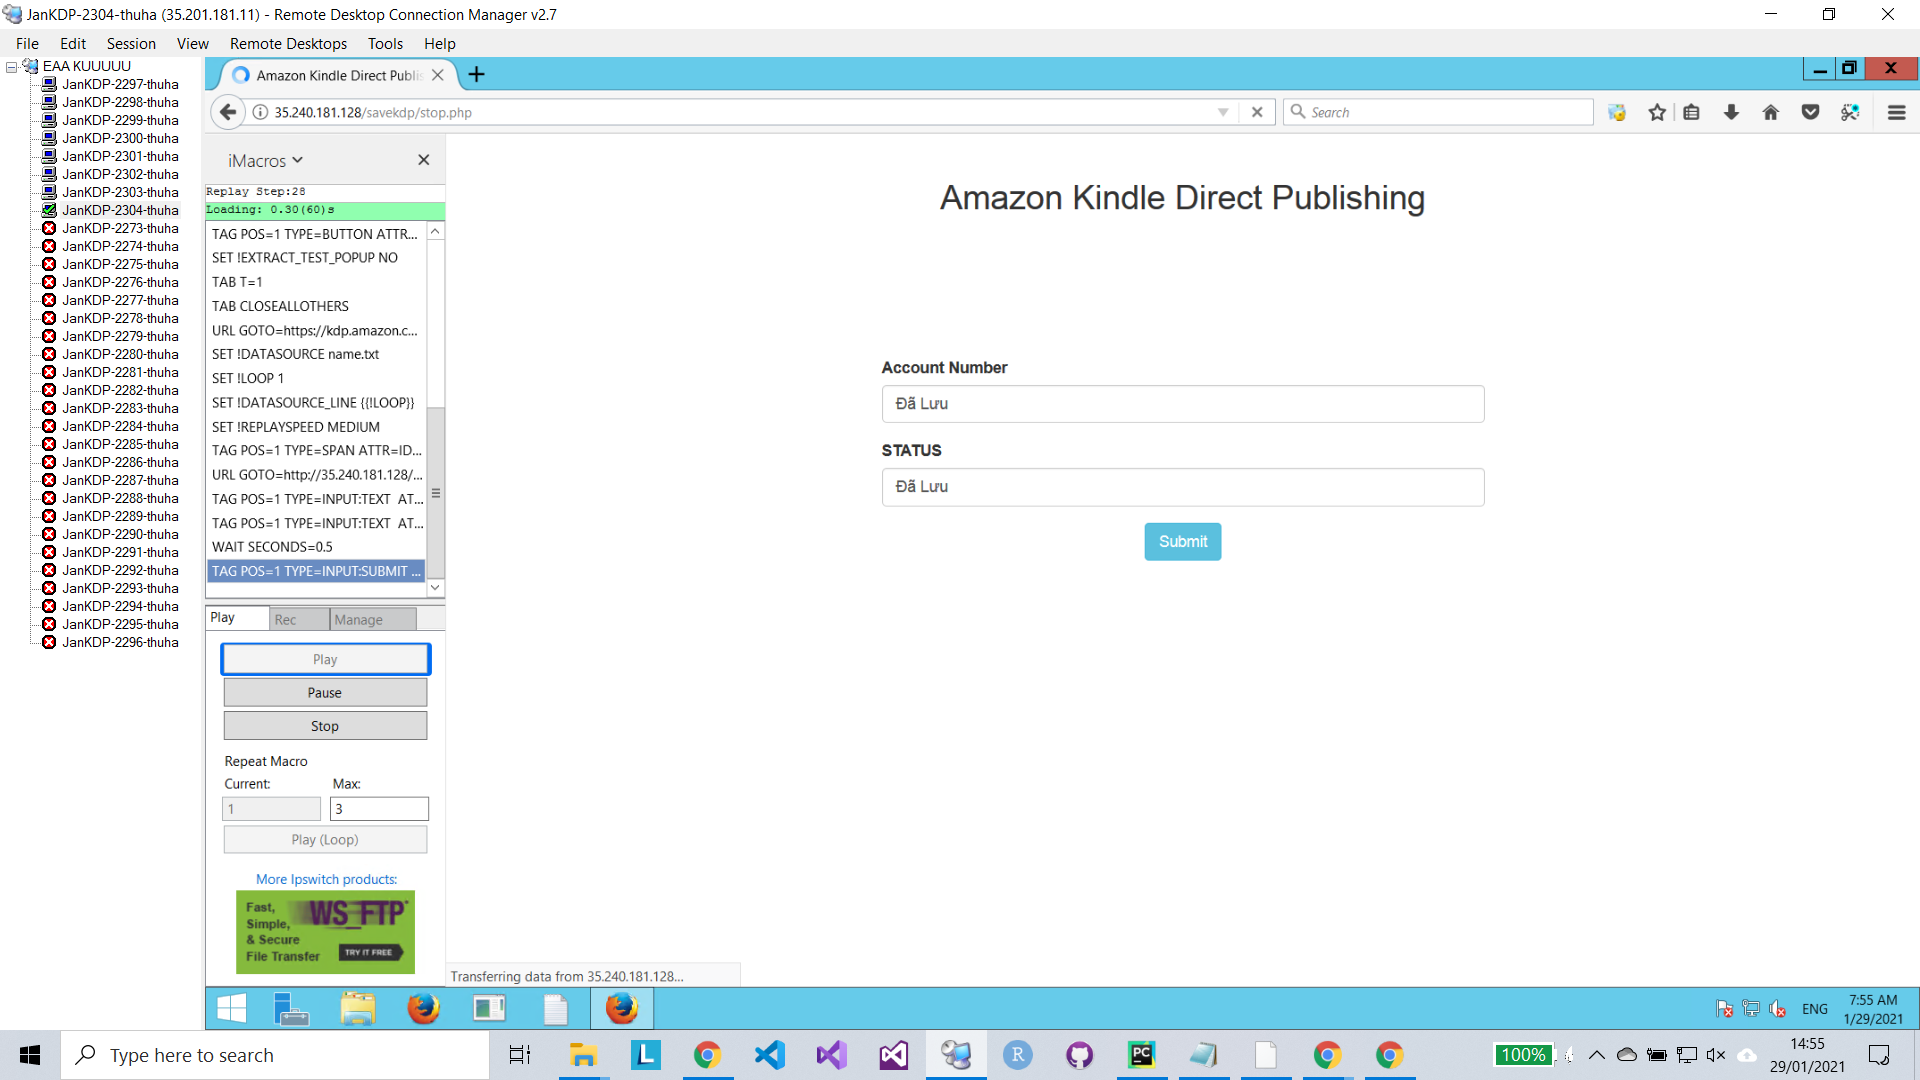 JanKDP-2304-thuha (35.201.181.11) - Remote Desktop Connection Manager v2.7
File Edit Session View Remote Desktops Tools Help
EAA KUUUUU
JanKDP-2297-thuha
JanKDP-2298-thuha
JanKDP-2299-thuha
JanKDP-2300-thuha
JanKDP-2301-thuha
JanKDP-2302-thuha
JanKDP-2303-thuha
JanKDP-2304-thuha
JanKDP-2273-thuha
JanKDP-2274-thuha
JanKDP-2275-thuha
JanKDP-2276-thuha
JanKDP-2277-thuha
JanKDP-2278-thuha
JanKDP-2279-thuha
JanKDP-2280-thuha
JanKDP-2281-thuha
JanKDP-2282-thuha
JanKDP-2283-thuha
JanKDP-2284-thuha
JanKDP-2285-thuha
JanKDP-2286-thuha
JanKDP-2287-thuha
JanKDP-2288-thuha
JanKDP-2289-thuha
JanKDP-2290-thuha
JanKDP-2291-thuha
JanKDP-2292-thuha
JanKDP-2293-thuha
JanKDP-2294-thuha
JanKDP-2295-thuha
JanKDP-2296-thuha
Amazon Kindle Direct Publis
35.240.181.128/savekdp/stop.php
Search
iMacros
Replay Step:28
Loading: 0.30(60)s
TAG POS=1 TYPE=BUTTON ATTR...
SET !EXTRACT_TEST_POPUP NO
TAB T=1
TAB CLOSEALLOTHERS
URL GOTO=https://kdp.amazon.c...
SET !DATASOURCE name.txt
SET !LOOP 1
SET !DATASOURCE_LINE {{!LOOP}}
SET !REPLAYSPEED MEDIUM
TAG POS=1 TYPE=SPAN ATTR=ID...
URL GOTO=http://35.240.181.128/...
TAG POS=1 TYPE=INPUT:TEXT AT...
TAG POS=1 TYPE=INPUT:TEXT AT...
WAIT SECONDS=0.5
TAG POS=1 TYPE=INPUT:SUBMIT ...
Play Rec Manage
Play
Pause
Stop
Repeat Macro
Current: Max:
1 3
Play (Loop)
More Ipswitch products:
Fast,
Simple,
& Secure
File Transfer
WS_FTP
TRY IT FREE
Amazon Kindle Direct Publishing
Account Number
Đã Lưu
STATUS
Đã Lưu
Submit
Transferring data from 35.240.181.128...
ENG
7:55 AM
1/29/2021
Type here to search
100%
14:55
29/01/2021